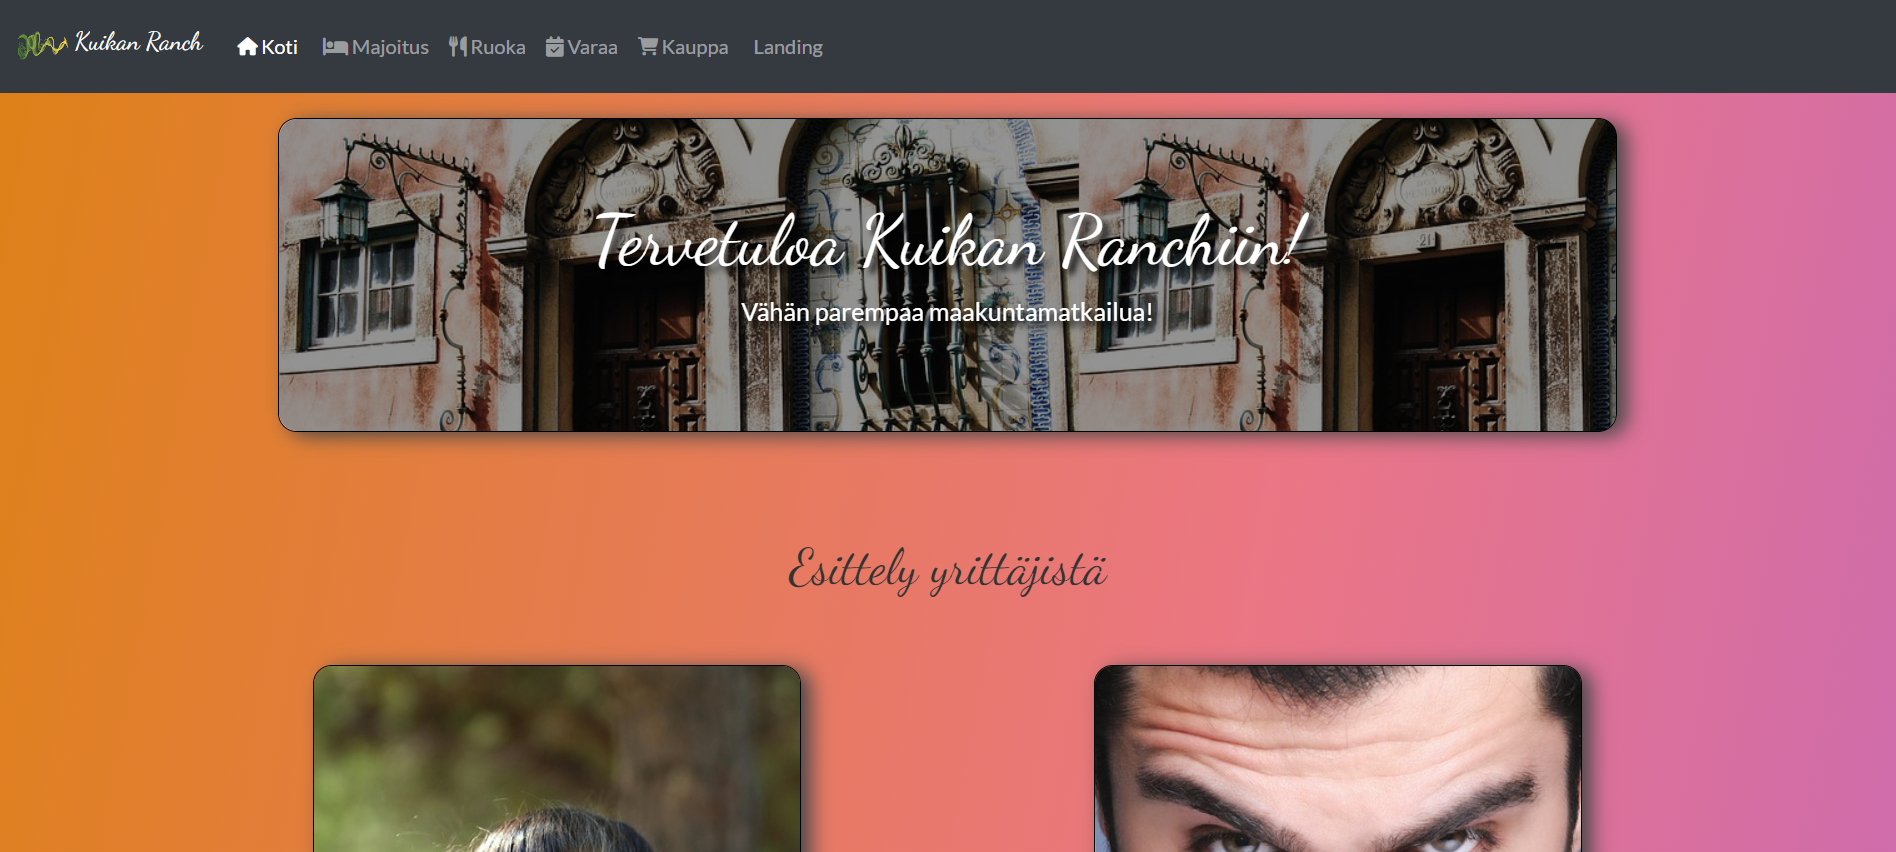 Kuikan Ranch Koti Majoitus Ruoka Varaa Kauppa Landing
Tervetuloa Kuikan Ranchiin!
Vähän parempaa maakuntamatkailua!
Esittely yrittäjistä